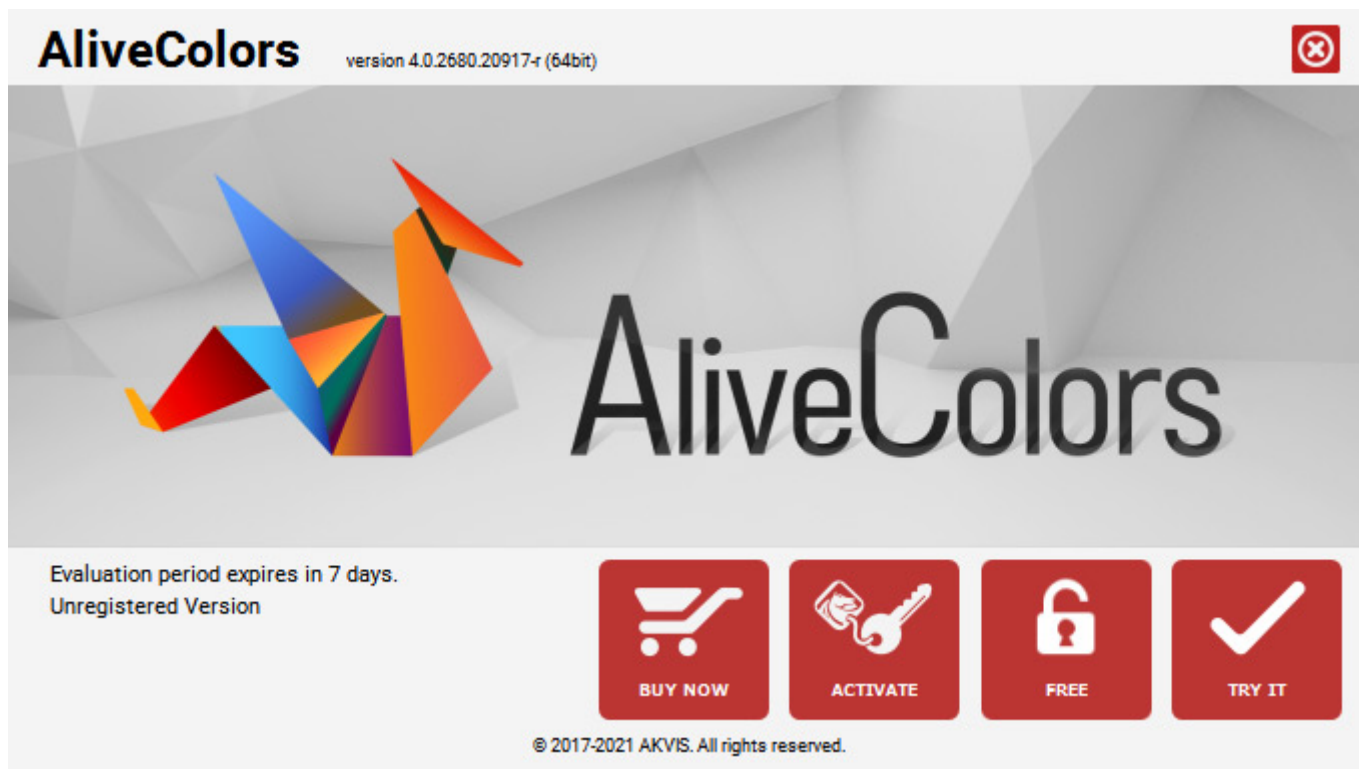 AliveColors version 4.0.2680.20917-r (64bit)
AliveColors
Evaluation period expires in 7 days.
Unregistered Version
BUY NOW
ACTIVATE
FREE
TRY IT
© 2017-2021 AKVIS. All rights reserved.